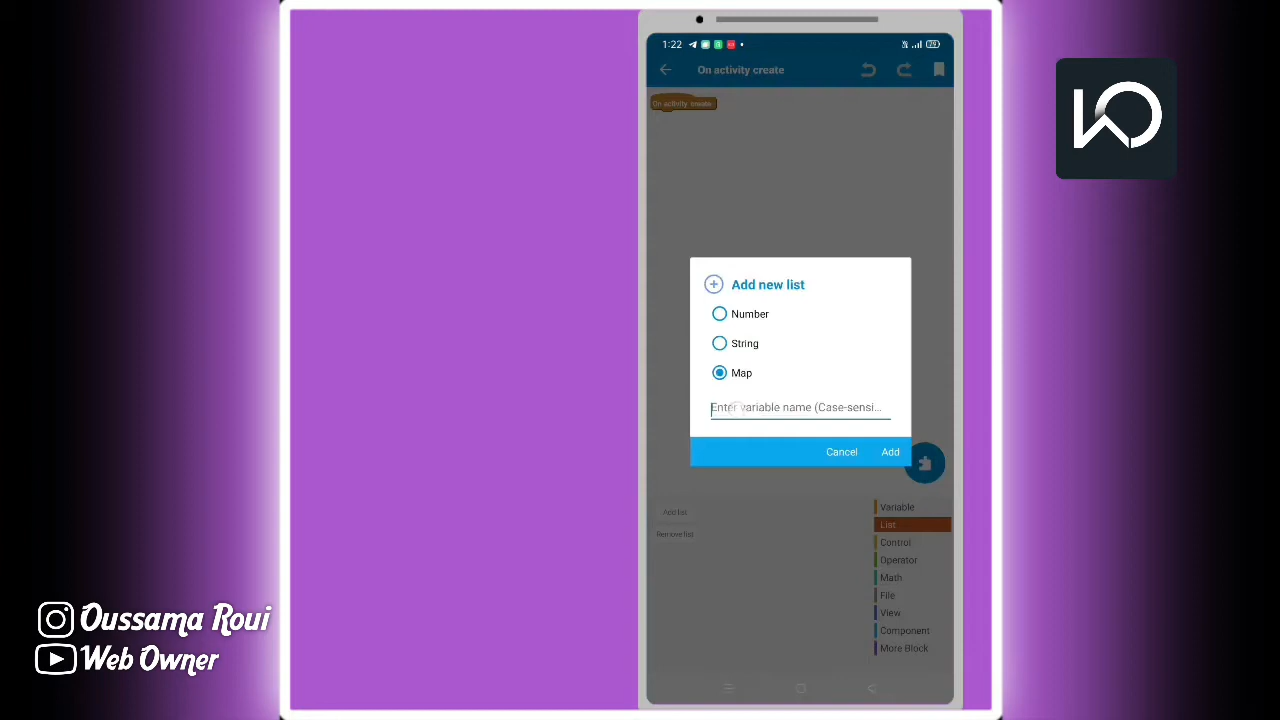 1:22
79
On activity create
On activity create
Add new list
Number
String
Map
Enter variable name (Case-sensi...
Cancel
Add
Add list
Remove list
Variable
List
Control
Operator
Math
File
View
Component
More Block
Oussama Roui
Web Owner